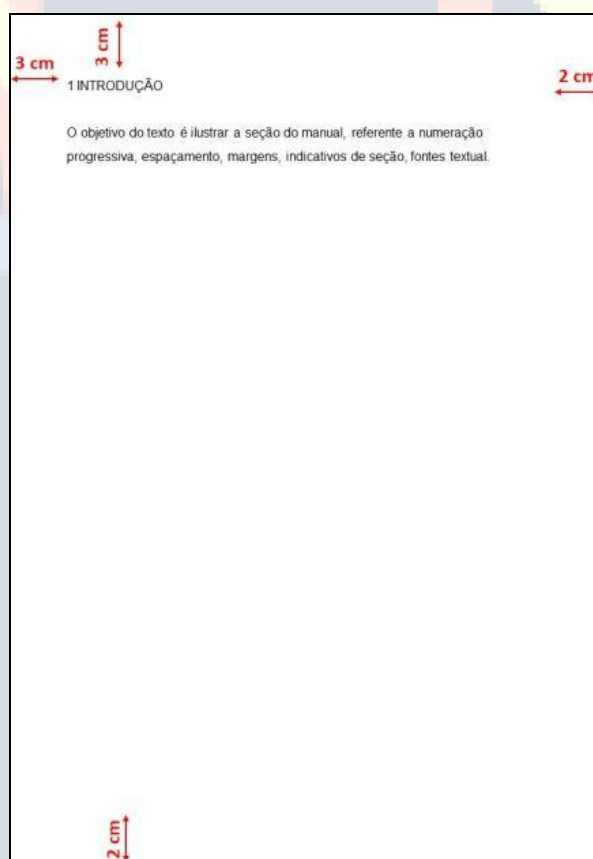 3 cm
3 cm
2 cm
1 INTRODUÇÃO
O objetivo do texto é ilustrar a seção do manual, referente a numeração
progressiva, espaçamento, margens, indicativos de seção, fontes textual.
2 cm